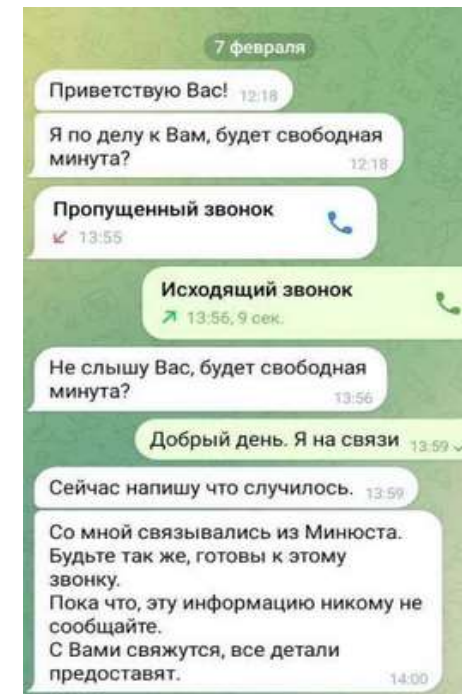 7 февраля
Приветствую Вас! 12:18
Я по делу к Вам, будет свободная
минута? 12:18
Пропущенный звонок
13:55
Исходящий звонок
13:56, 9 сек.
Не слышу Вас, будет свободная
минута? 13:56
Добрый день. Я на связи 13:59
Сейчас напишу что случилось. 13:59
Со мной связывались из Минюста.
Будьте так же, готовы к этому
звонку.
Пока что, эту информацию никому не
сообщайте.
С Вами свяжутся, все детали
предоставят. 14:00